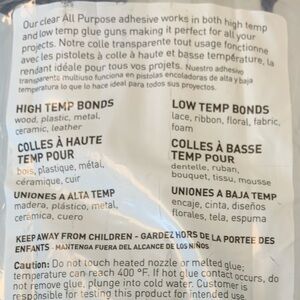 Our clear All Purpose adhesive works in both high temp
and low temp glue guns making it perfect for all your
projects. Notre colle transparente tout usage fonctionne
avec les pistolets à colle à haute et basse température, la
rendant idéale pour tous vos projets. Nuestro adhesivo
transparente multiuso funciona en pistolas encoladoras de alta y baja
temperatura lo que lo hace ideal para todos sus proyectos.
HIGH TEMP BONDS
wood, plastic, metal,
ceramic, leather
COLLES À HAUTE
TEMP POUR
bois, plastique, métal,
céramique, cuir
UNIONES A ALTA TEMP
madera, plástico, metal,
cerámica, cuero
LOW TEMP BONDS
lace, ribbon, floral, fabric,
foam
COLLES À BASSE
TEMP POUR
dentelle, ruban,
bouquet, tissu, mousse
UNIONES A BAJA TEMP
encaje, cinta, diseños
florales, tela, espuma
KEEP AWAY FROM CHILDREN - GARDEZ HORS DE LA PORTEE DES
ENFANTS - MANTENGA FUERA DEL ALCANCE DE LOS NIÑOS
Caution: Do not touch heated nozzle or melted glue;
temperature can reach 400 °F. If hot glue contact occurs, do
not remove glue, plunge into cold water. Customer is
responsible for testing this product for intended use